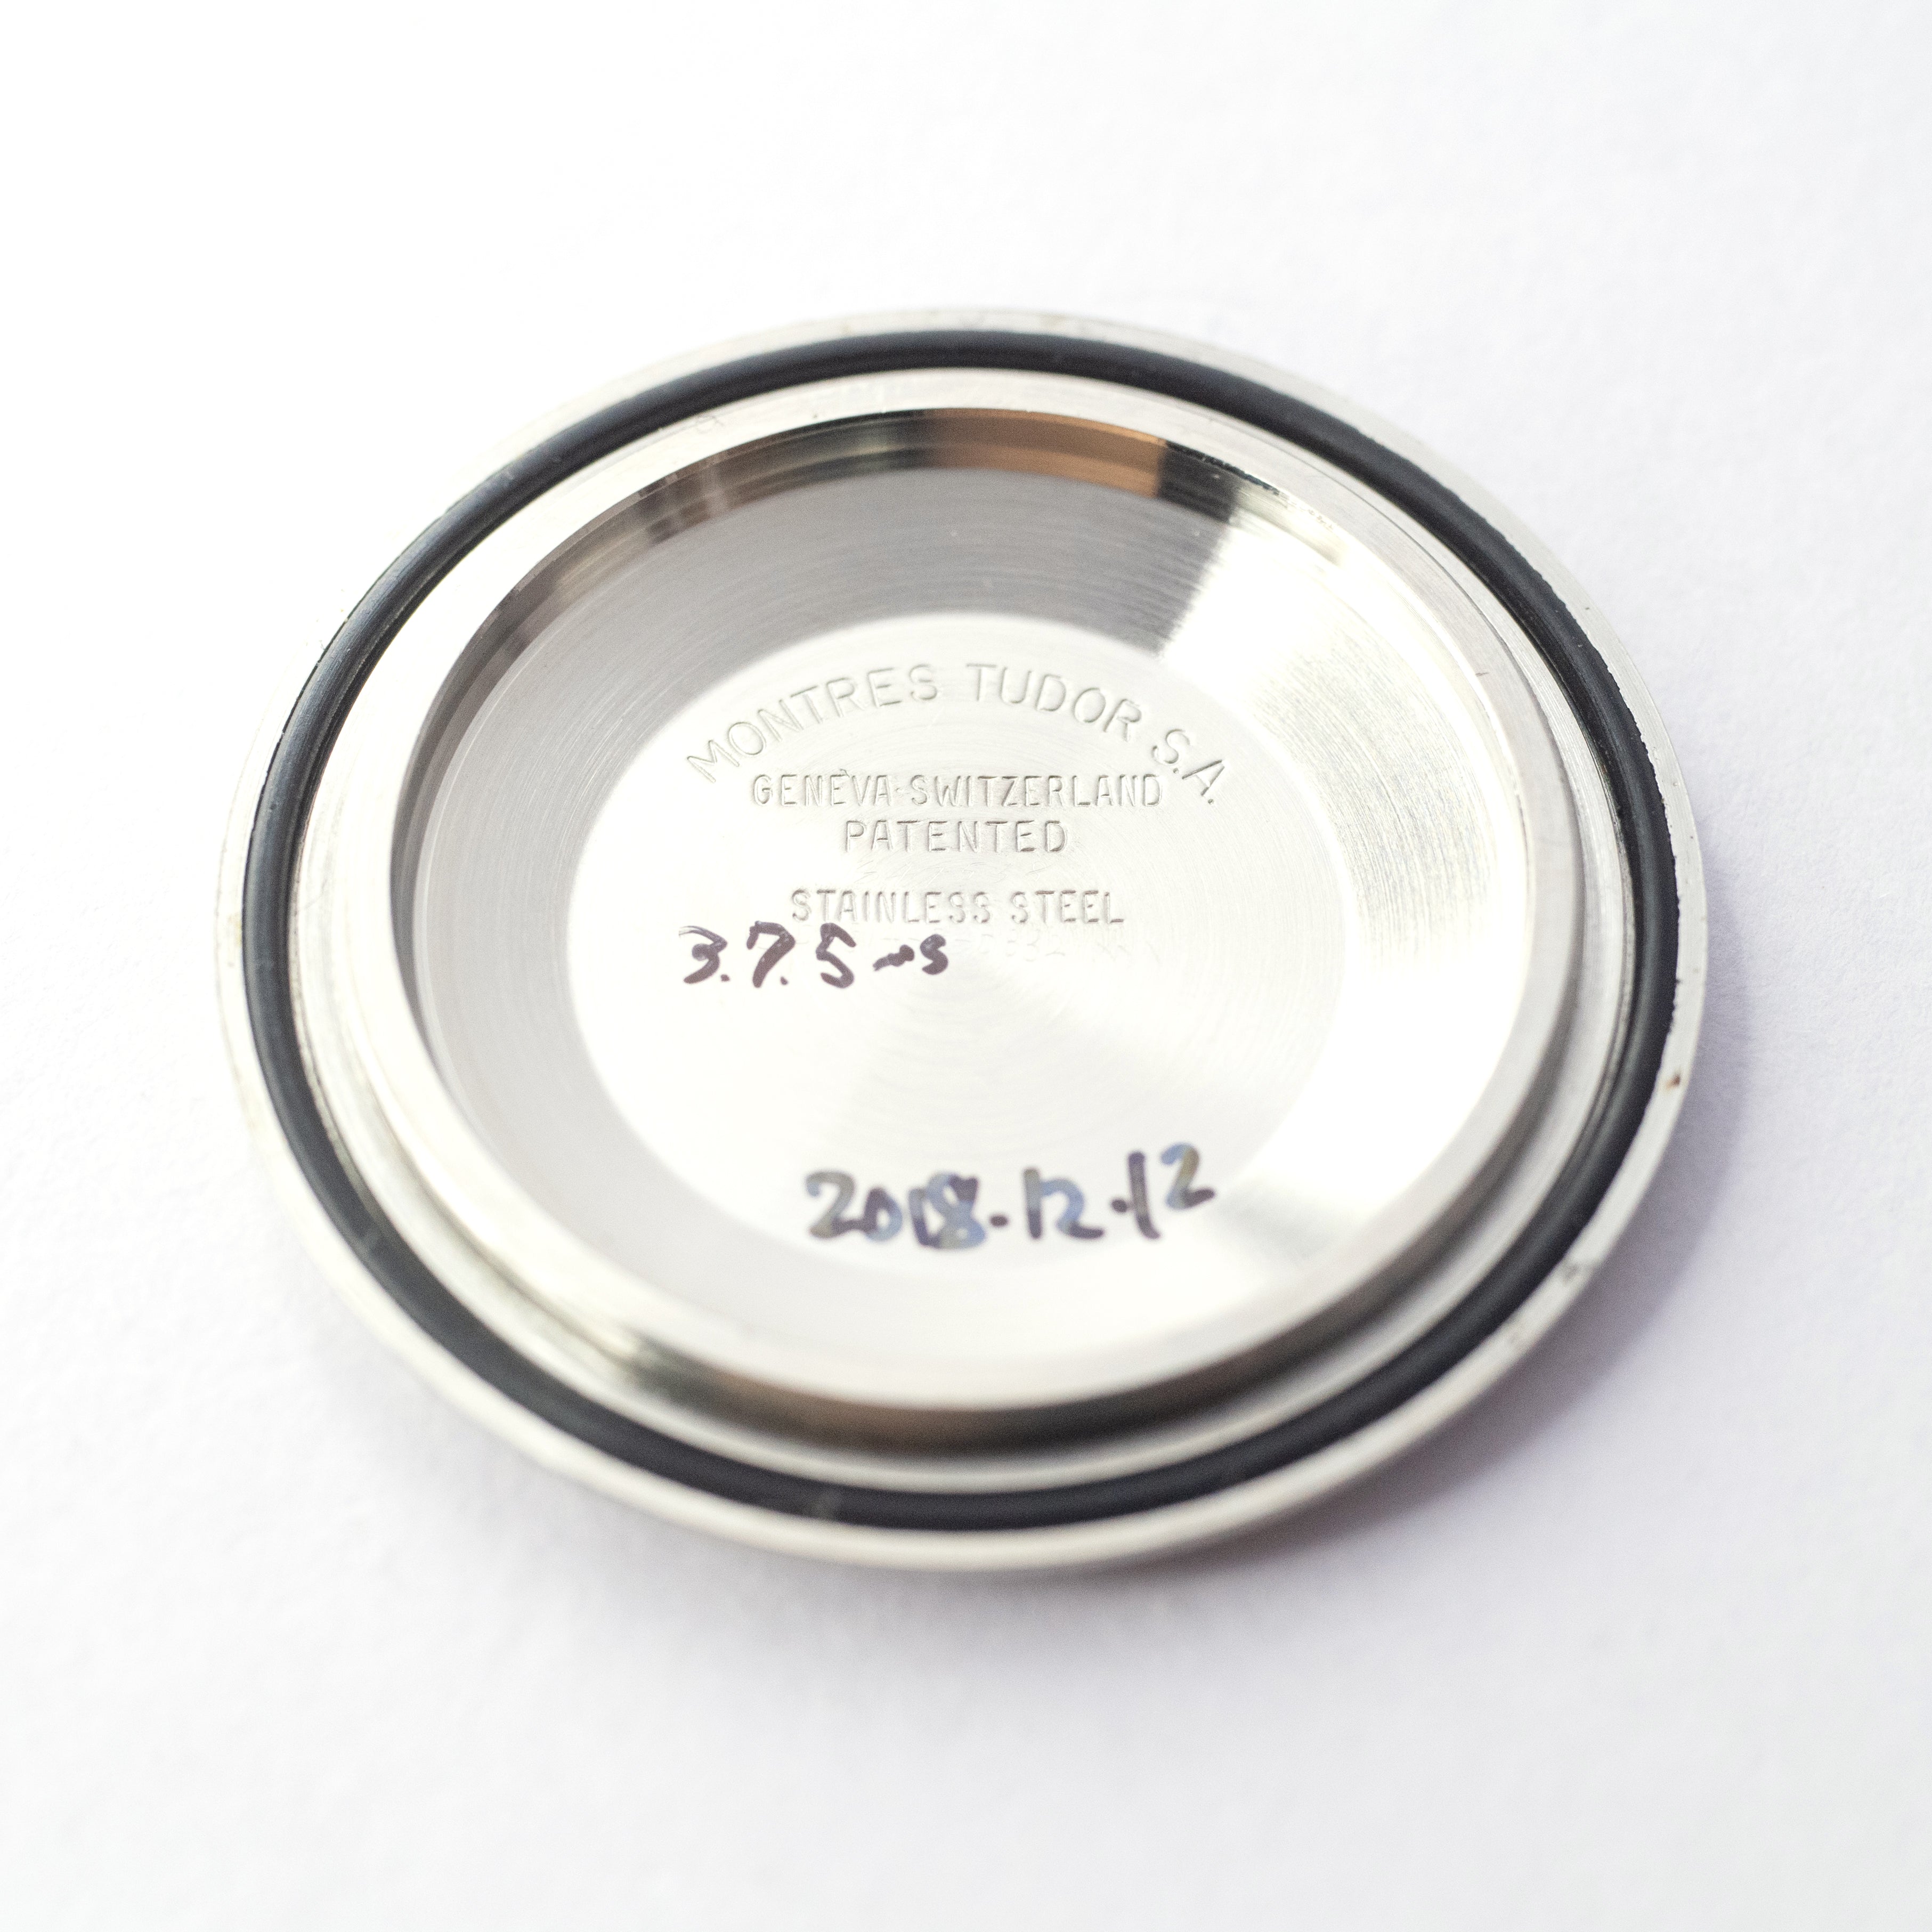 MONTRES TUDOR S.A.
GENEVA-SWITZERLAND
PATENTED
STAINLESS STEEL
3.7.5
2018.12.12